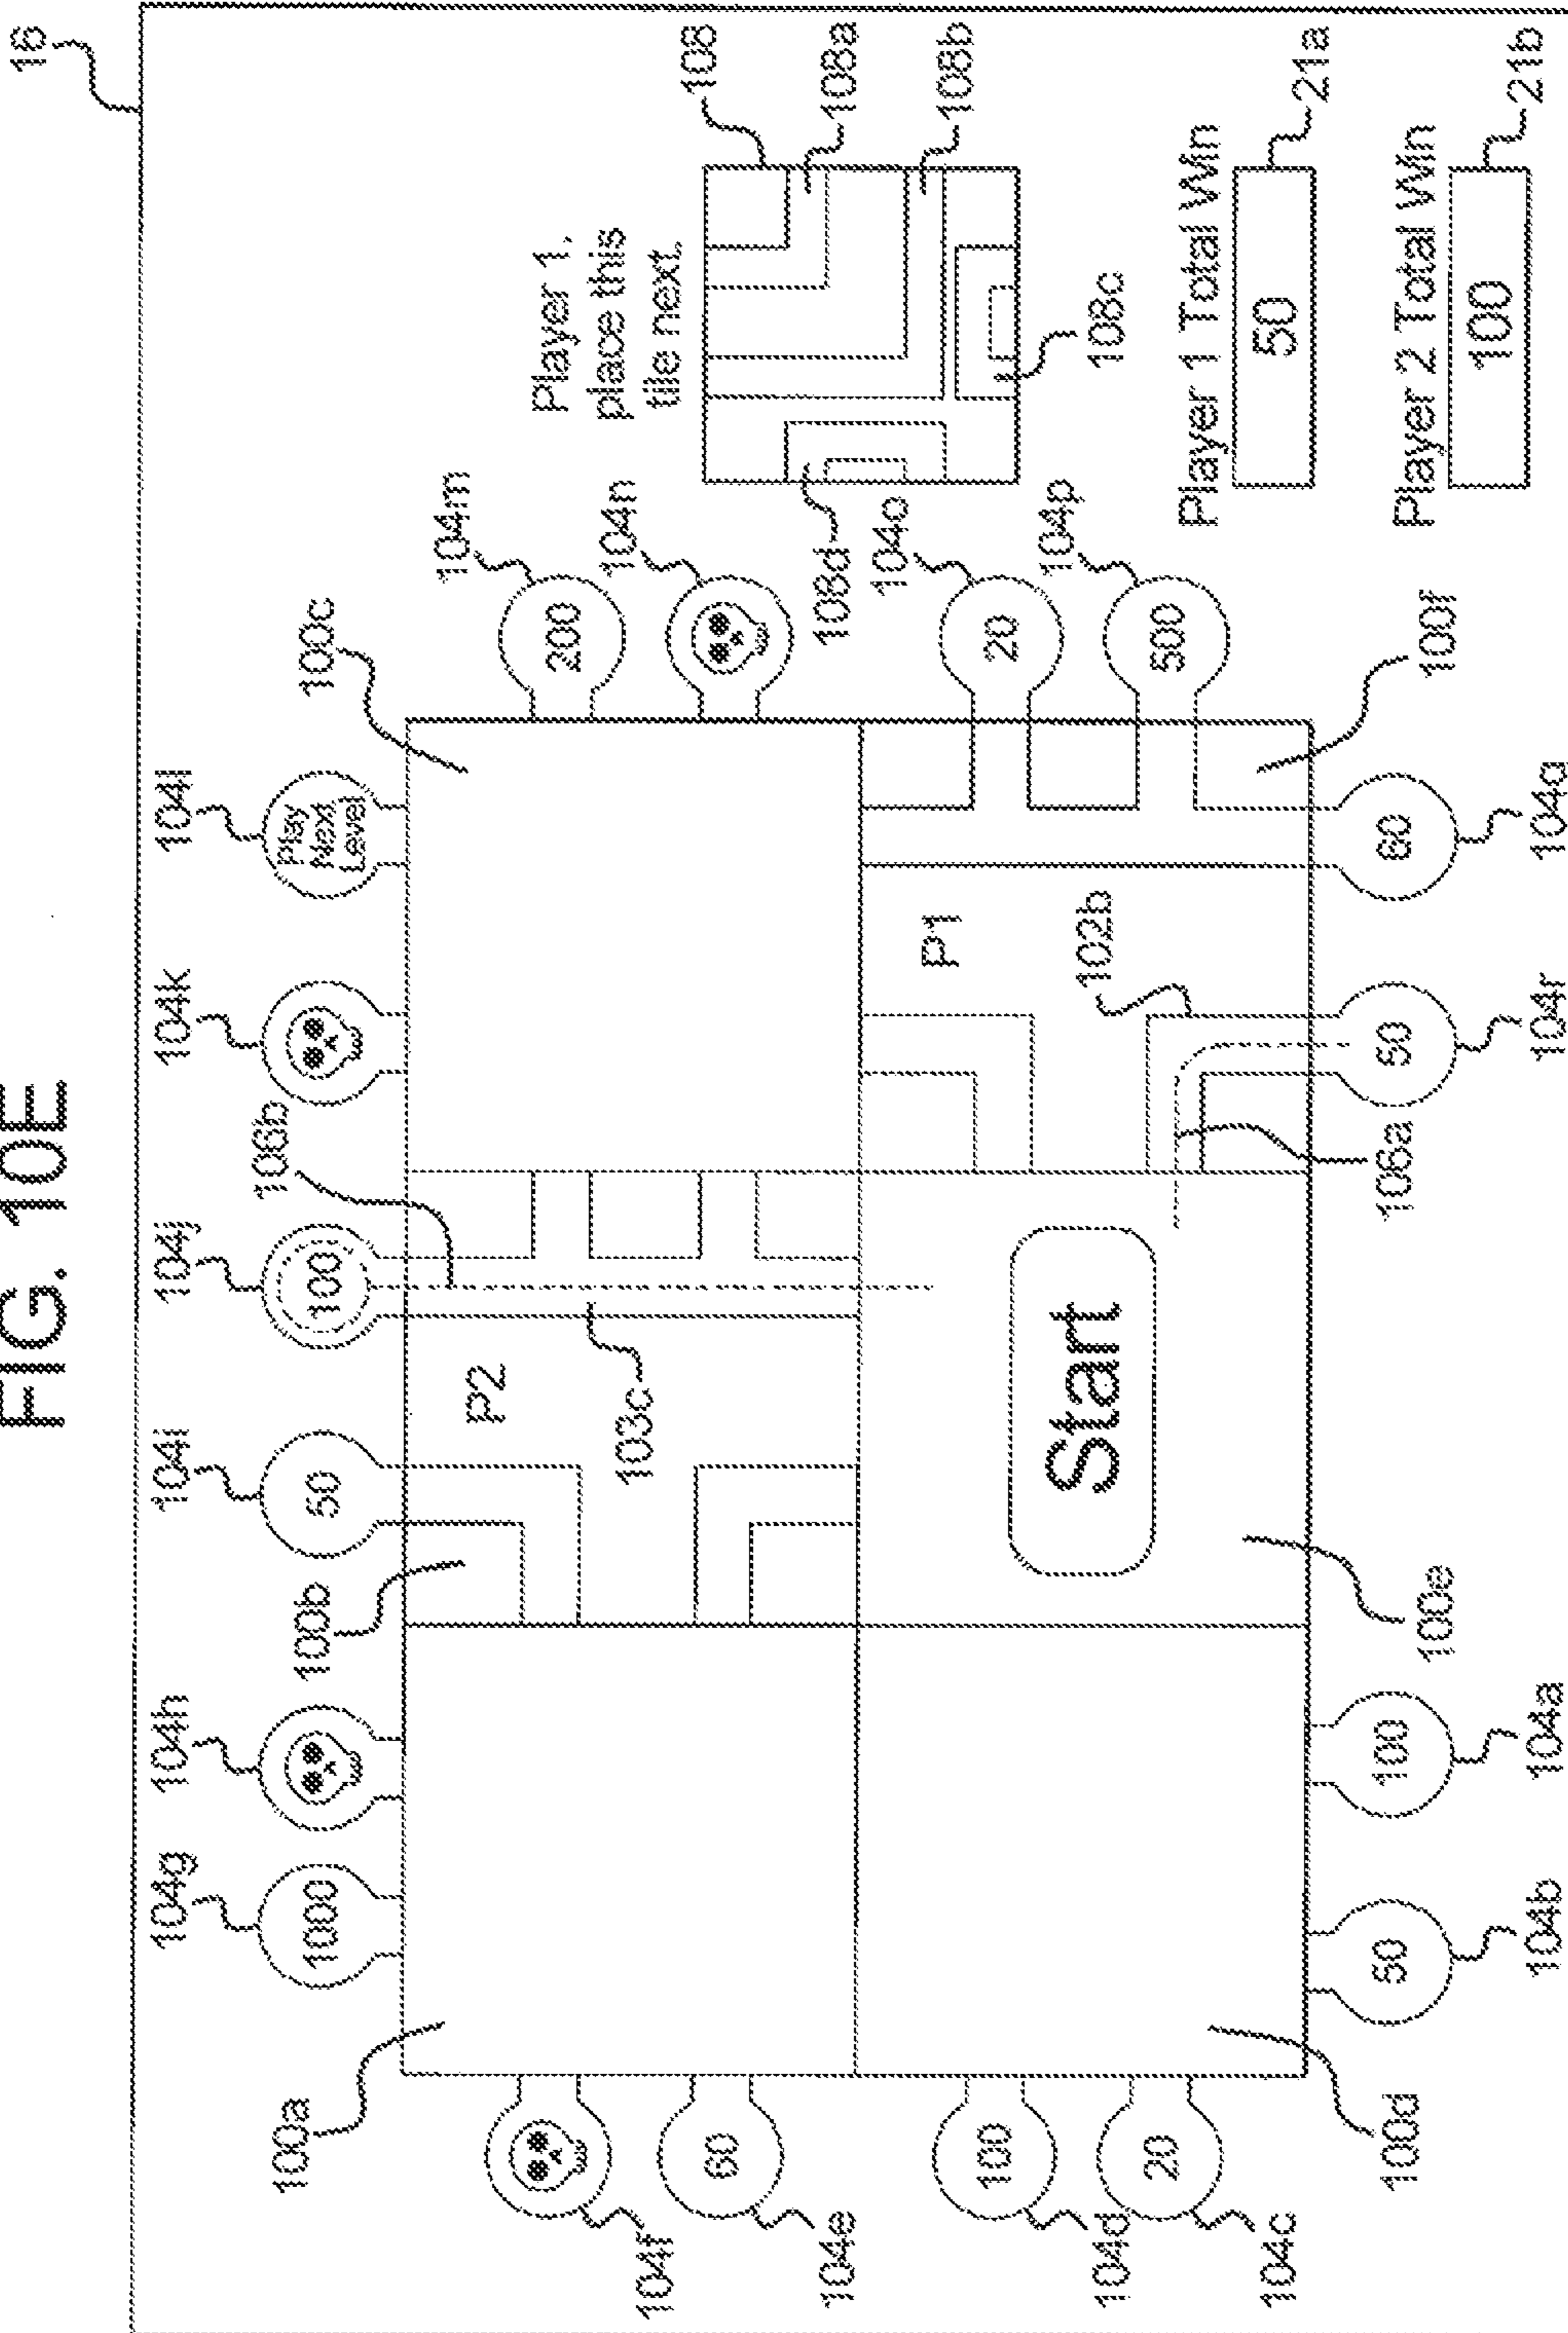 FIG. 10E
16
104g
104h
104i
104j
104k
104l
1000
50
100
Play
Next
Level
106b
100a
100b
100c
104f
60
104e
P2
103c
200
104m
104n
Player 1,
place this
tile next.
108
108a
108b
108c
108d
100
104d
20
104c
Start
P1
102b
20
104o
500
104p
Player 1 Total Win
50
21a
Player 2 Total Win
100
21b
100d
100e
106a
100f
50
104b
100
104a
50
104r
60
104q